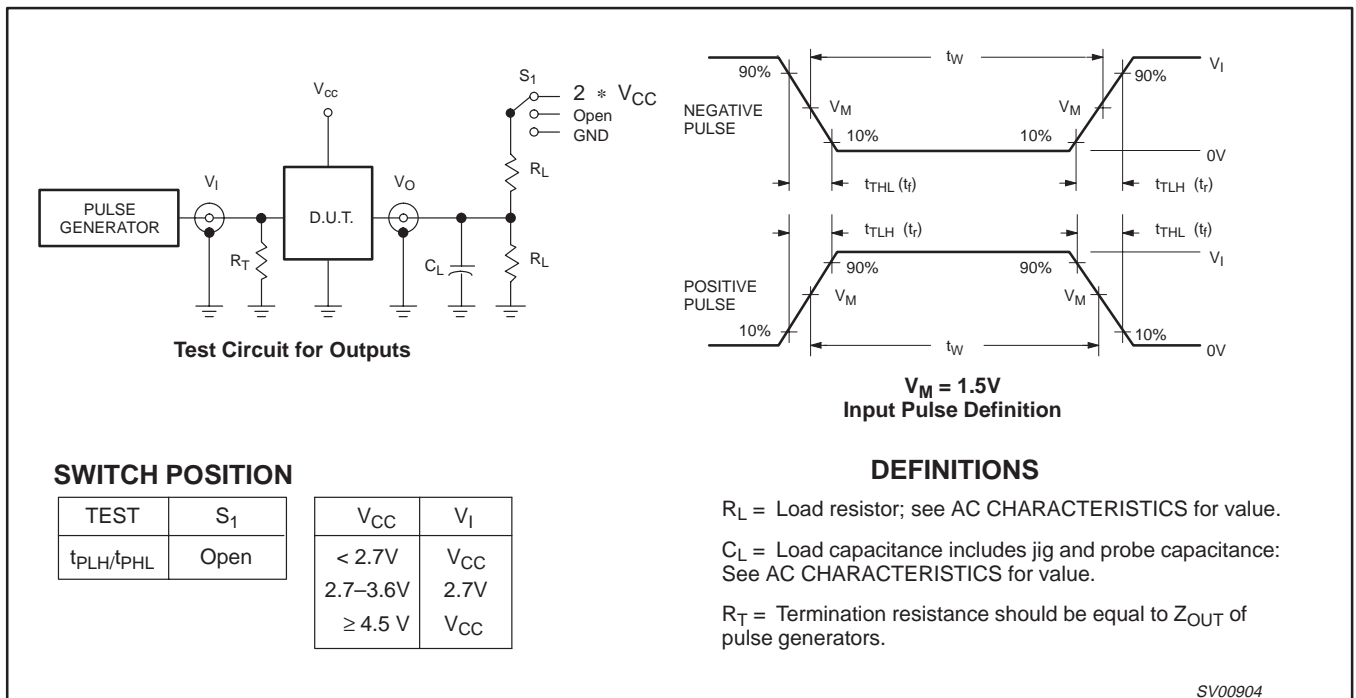 S1
2 * VCC
Open
GND
Vcc
RL
VI
VO
PULSE
GENERATOR
D.U.T.
RT
CL
RL
Test Circuit for Outputs
tW
90%
90%
VI
NEGATIVE
PULSE
VM
VM
10%
10%
0V
tTHL (tf)
tTLH (tr)
tTLH (tr)
tTHL (tf)
VI
90%
90%
POSITIVE
PULSE
VM
VM
10%
10%
tW
0V
VM = 1.5V
Input Pulse Definition
SWITCH POSITION
TEST S1
tPLH/tPHL Open
VCC VI
< 2.7V VCC
2.7–3.6V 2.7V
≥ 4.5 V VCC
DEFINITIONS
RL = Load resistor; see AC CHARACTERISTICS for value.
CL = Load capacitance includes jig and probe capacitance:
See AC CHARACTERISTICS for value.
RT = Termination resistance should be equal to ZOUT of
pulse generators.
SV00904